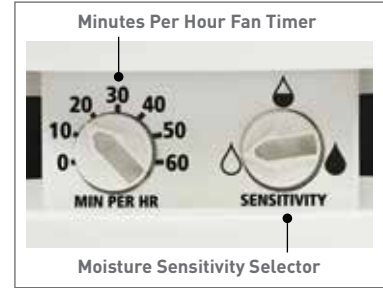 Minutes Per Hour Fan Timer
30
20 40
10 50
0 60
MIN PER HR SENSITIVITY
Moisture Sensitivity Selector